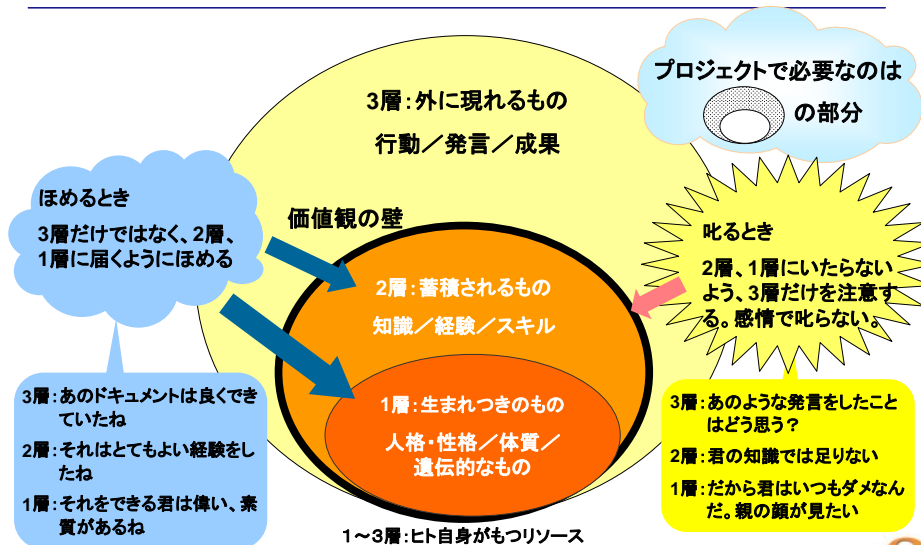 プロジェクトで必要なのは
の部分
3層：外に現れるもの
行動／発言／成果
ほめるとき
3層だけではなく、2層、
1層に届くようにほめる
価値観の壁
叱るとき
2層、1層にいたらない
よう、3層だけを注意す
る。感情で叱らない。
2層：蓄積されるもの
知識／経験／スキル
1層：生まれつきのもの
人格・性格／体質／
遺伝的なもの
3層：あのドキュメントは良くでき
ていたね
2層：それはとてもよい経験をし
たね
1層：それをできる君は偉い、素
質があるね
3層：あのような発言をしたこと
はどう思う？
2層：君の知識では足りない
1層：だから君はいつもダメなん
だ。親の顔が見たい
1～3層：ヒト自身がもつリソース